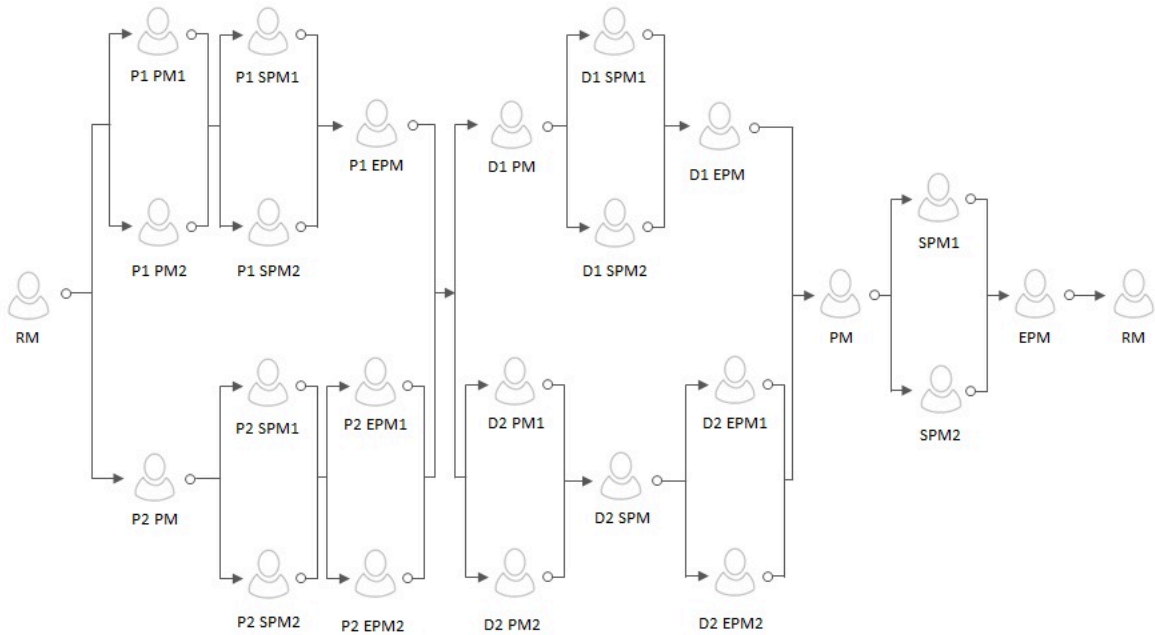 P1 PM1
P1 SPM1
D1 SPM1
P1 EPM
D1 PM
D1 EPM
P1 PM2
P1 SPM2
D1 SPM2
SPM1
RM
PM
EPM
RM
P2 SPM1
P2 EPM1
D2 PM1
D2 EPM1
SPM2
P2 PM
D2 SPM
P2 SPM2
P2 EPM2
D2 PM2
D2 EPM2